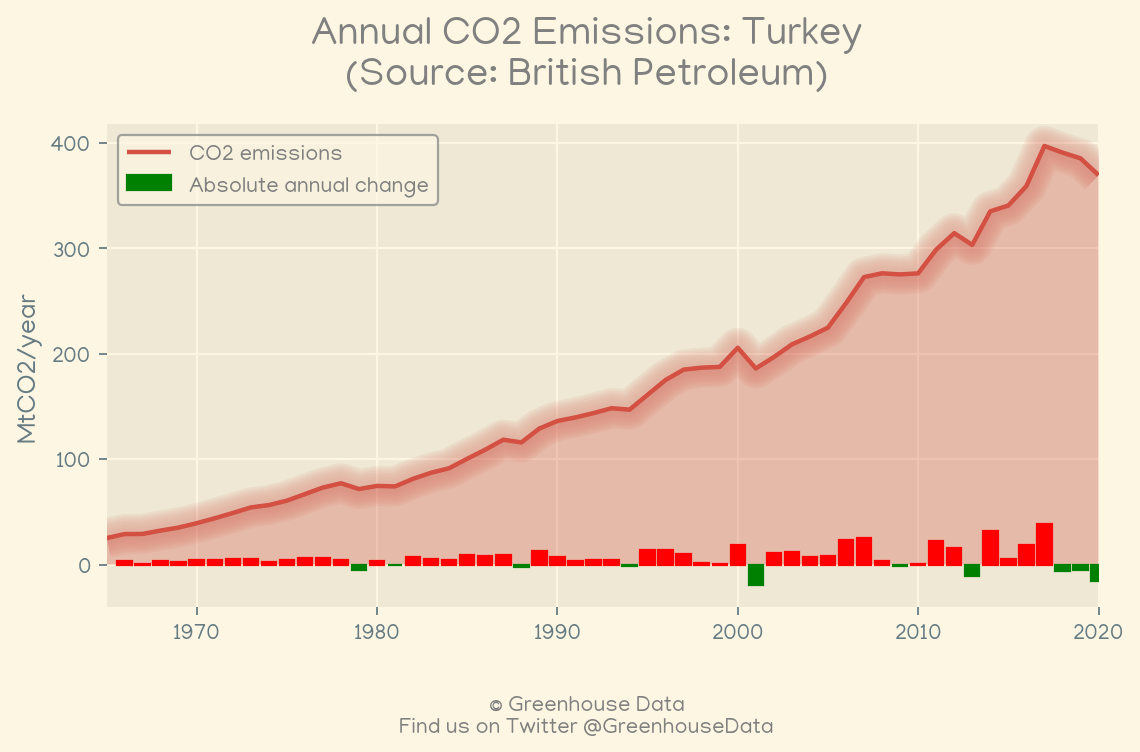 Annual CO2 Emissions: Turkey
(Source: British Petroleum)
CO2 emissions
Absolute annual change
MtCO2/year
400
300
200
100
0
1970 1980 1990 2000 2010 2020
© Greenhouse Data
Find us on Twitter @GreenhouseData